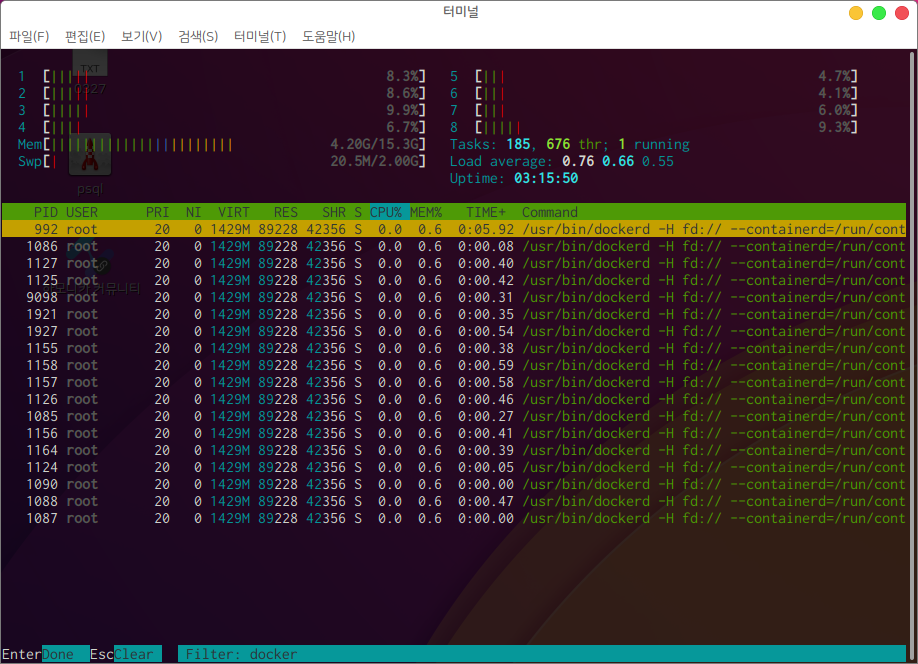 터미널
파일(F) 편집(E) 보기(V) 검색(S) 터미널(T) 도움말(H)
TXT
0327
1 [||||| 8.3%] 5 [||| 4.7%]
2 [||||| 8.6%] 6 [||| 4.1%]
3 [||||| 9.9%] 7 [||| 6.0%]
4 [|||| 6.7%] 8 [||||| 9.3%]
Mem[||||||||||||||||||||||| 4.20G/15.3G] Tasks: 185, 676 thr; 1 running
Swp[| 20.5M/2.00G] Load average: 0.76 0.66 0.55
Uptime: 03:15:50
psql
PID USER PRI NI VIRT RES SHR S CPU% MEM% TIME+ Command
992 root 20 0 1429M 89228 42356 S 0.0 0.6 0:05.92 /usr/bin/dockerd -H fd:// --containerd=/run/cont
1086 root 20 0 1429M 89228 42356 S 0.0 0.6 0:00.08 /usr/bin/dockerd -H fd:// --containerd=/run/cont
1127 root 20 0 1429M 89228 42356 S 0.0 0.6 0:00.40 /usr/bin/dockerd -H fd:// --containerd=/run/cont
1125 root 20 0 1429M 89228 42356 S 0.0 0.6 0:00.42 /usr/bin/dockerd -H fd:// --containerd=/run/cont
9098 root 20 0 1429M 89228 42356 S 0.0 0.6 0:00.31 /usr/bin/dockerd -H fd:// --containerd=/run/cont
1921 root 20 0 1429M 89228 42356 S 0.0 0.6 0:00.35 /usr/bin/dockerd -H fd:// --containerd=/run/cont
1927 root 20 0 1429M 89228 42356 S 0.0 0.6 0:00.54 /usr/bin/dockerd -H fd:// --containerd=/run/cont
1155 root 20 0 1429M 89228 42356 S 0.0 0.6 0:00.38 /usr/bin/dockerd -H fd:// --containerd=/run/cont
1158 root 20 0 1429M 89228 42356 S 0.0 0.6 0:00.59 /usr/bin/dockerd -H fd:// --containerd=/run/cont
1157 root 20 0 1429M 89228 42356 S 0.0 0.6 0:00.58 /usr/bin/dockerd -H fd:// --containerd=/run/cont
1126 root 20 0 1429M 89228 42356 S 0.0 0.6 0:00.46 /usr/bin/dockerd -H fd:// --containerd=/run/cont
1085 root 20 0 1429M 89228 42356 S 0.0 0.6 0:00.27 /usr/bin/dockerd -H fd:// --containerd=/run/cont
1156 root 20 0 1429M 89228 42356 S 0.0 0.6 0:00.41 /usr/bin/dockerd -H fd:// --containerd=/run/cont
1164 root 20 0 1429M 89228 42356 S 0.0 0.6 0:00.39 /usr/bin/dockerd -H fd:// --containerd=/run/cont
1124 root 20 0 1429M 89228 42356 S 0.0 0.6 0:00.05 /usr/bin/dockerd -H fd:// --containerd=/run/cont
1090 root 20 0 1429M 89228 42356 S 0.0 0.6 0:00.00 /usr/bin/dockerd -H fd:// --containerd=/run/cont
1088 root 20 0 1429M 89228 42356 S 0.0 0.6 0:00.47 /usr/bin/dockerd -H fd:// --containerd=/run/cont
1087 root 20 0 1429M 89228 42356 S 0.0 0.6 0:00.00 /usr/bin/dockerd -H fd:// --containerd=/run/cont
커뮤니티
EnterDone EscClear Filter: docker